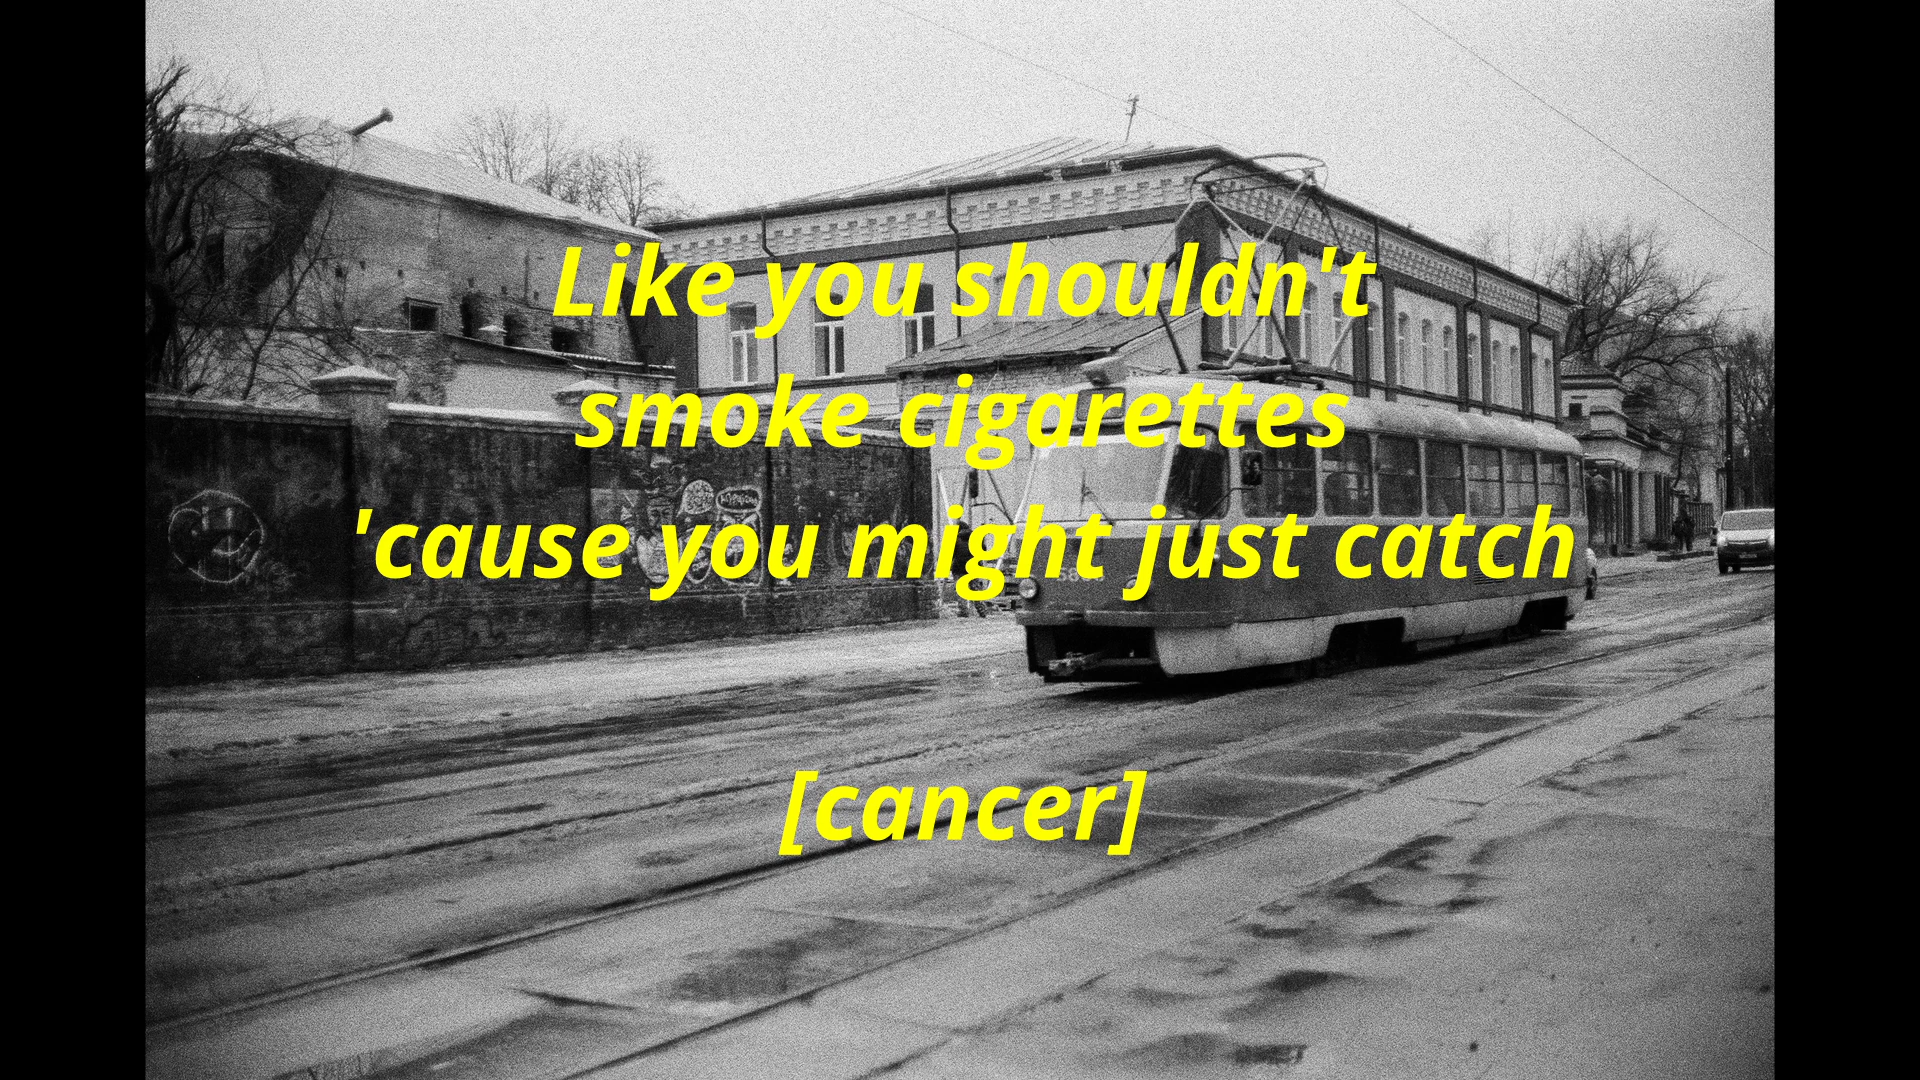 Like you shouldn't
smoke cigarettes
'cause you might just catch
[cancer]